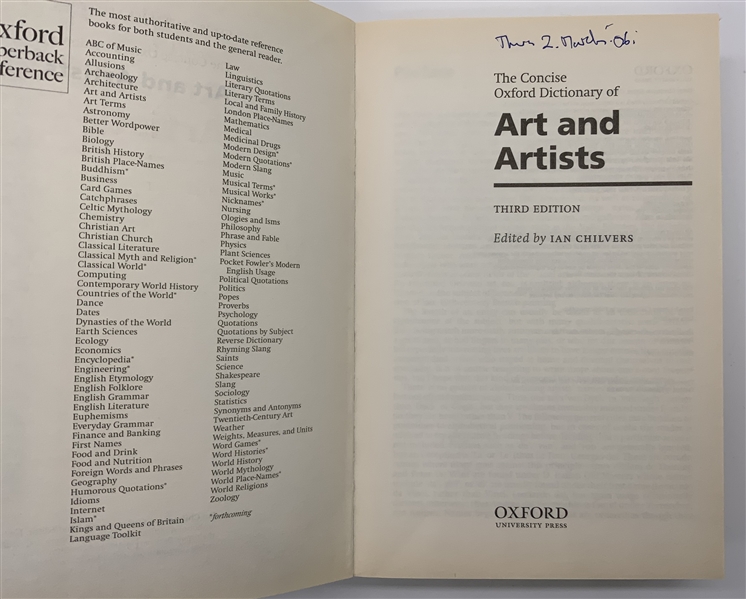 Oxford
Paperback
Reference
The most authoritative and up-to-date reference
books for both students and the general reader.
ABC of Music
Accounting
Allusions
Archaeology
Architecture
Art and Artists
Art Terms
Astronomy
Better Wordpower
Bible
Biology
British History
British Place-Names
Buddhism*
Business
Card Games
Catchphrases
Celtic Mythology
Chemistry
Christian Art
Christian Church
Classical Literature
Classical Myth and Religion*
Classical World*
Computing
Contemporary World History
Countries of the World*
Dance
Dates
Dynasties of the World
Earth Sciences
Ecology
Economics
Encyclopedia*
Engineering*
English Etymology
English Folklore
English Grammar
English Literature
Euphemisms
Everyday Grammar
Finance and Banking
First Names
Food and Drink
Food and Nutrition
Foreign Words and Phrases
Geography
Humorous Quotations*
Idioms
Internet
Islam*
Kings and Queens of Britain
Language Toolkit
Law
Linguistics
Literary Quotations
Literary Terms
Local and Family History
London Place-Names
Mathematics
Medical
Medicinal Drugs
Modern Design*
Modern Quotations*
Modern Slang
Music
Musical Terms*
Musical Works*
Nicknames*
Nursing
Ologies and Isms
Philosophy
Phrase and Fable
Physics
Plant Sciences
Pocket Fowler's Modern
English Usage
Political Quotations
Politics
Popes
Proverbs
Psychology
Quotations
Quotations by Subject
Reverse Dictionary
Rhyming Slang
Saints
Science
Shakespeare
Slang
Sociology
Statistics
Synonyms and Antonyms
Twentieth-Century Art
Weather
Weights, Measures, and Units
Word Games*
Word Histories*
World History
World Mythology
World Place-Names*
World Religions
Zoology
*forthcoming
Thurs 2. March. 06.
The Concise
Oxford Dictionary of
Art and
Artists
THIRD EDITION
Edited by IAN CHILVERS
OXFORD
UNIVERSITY PRESS